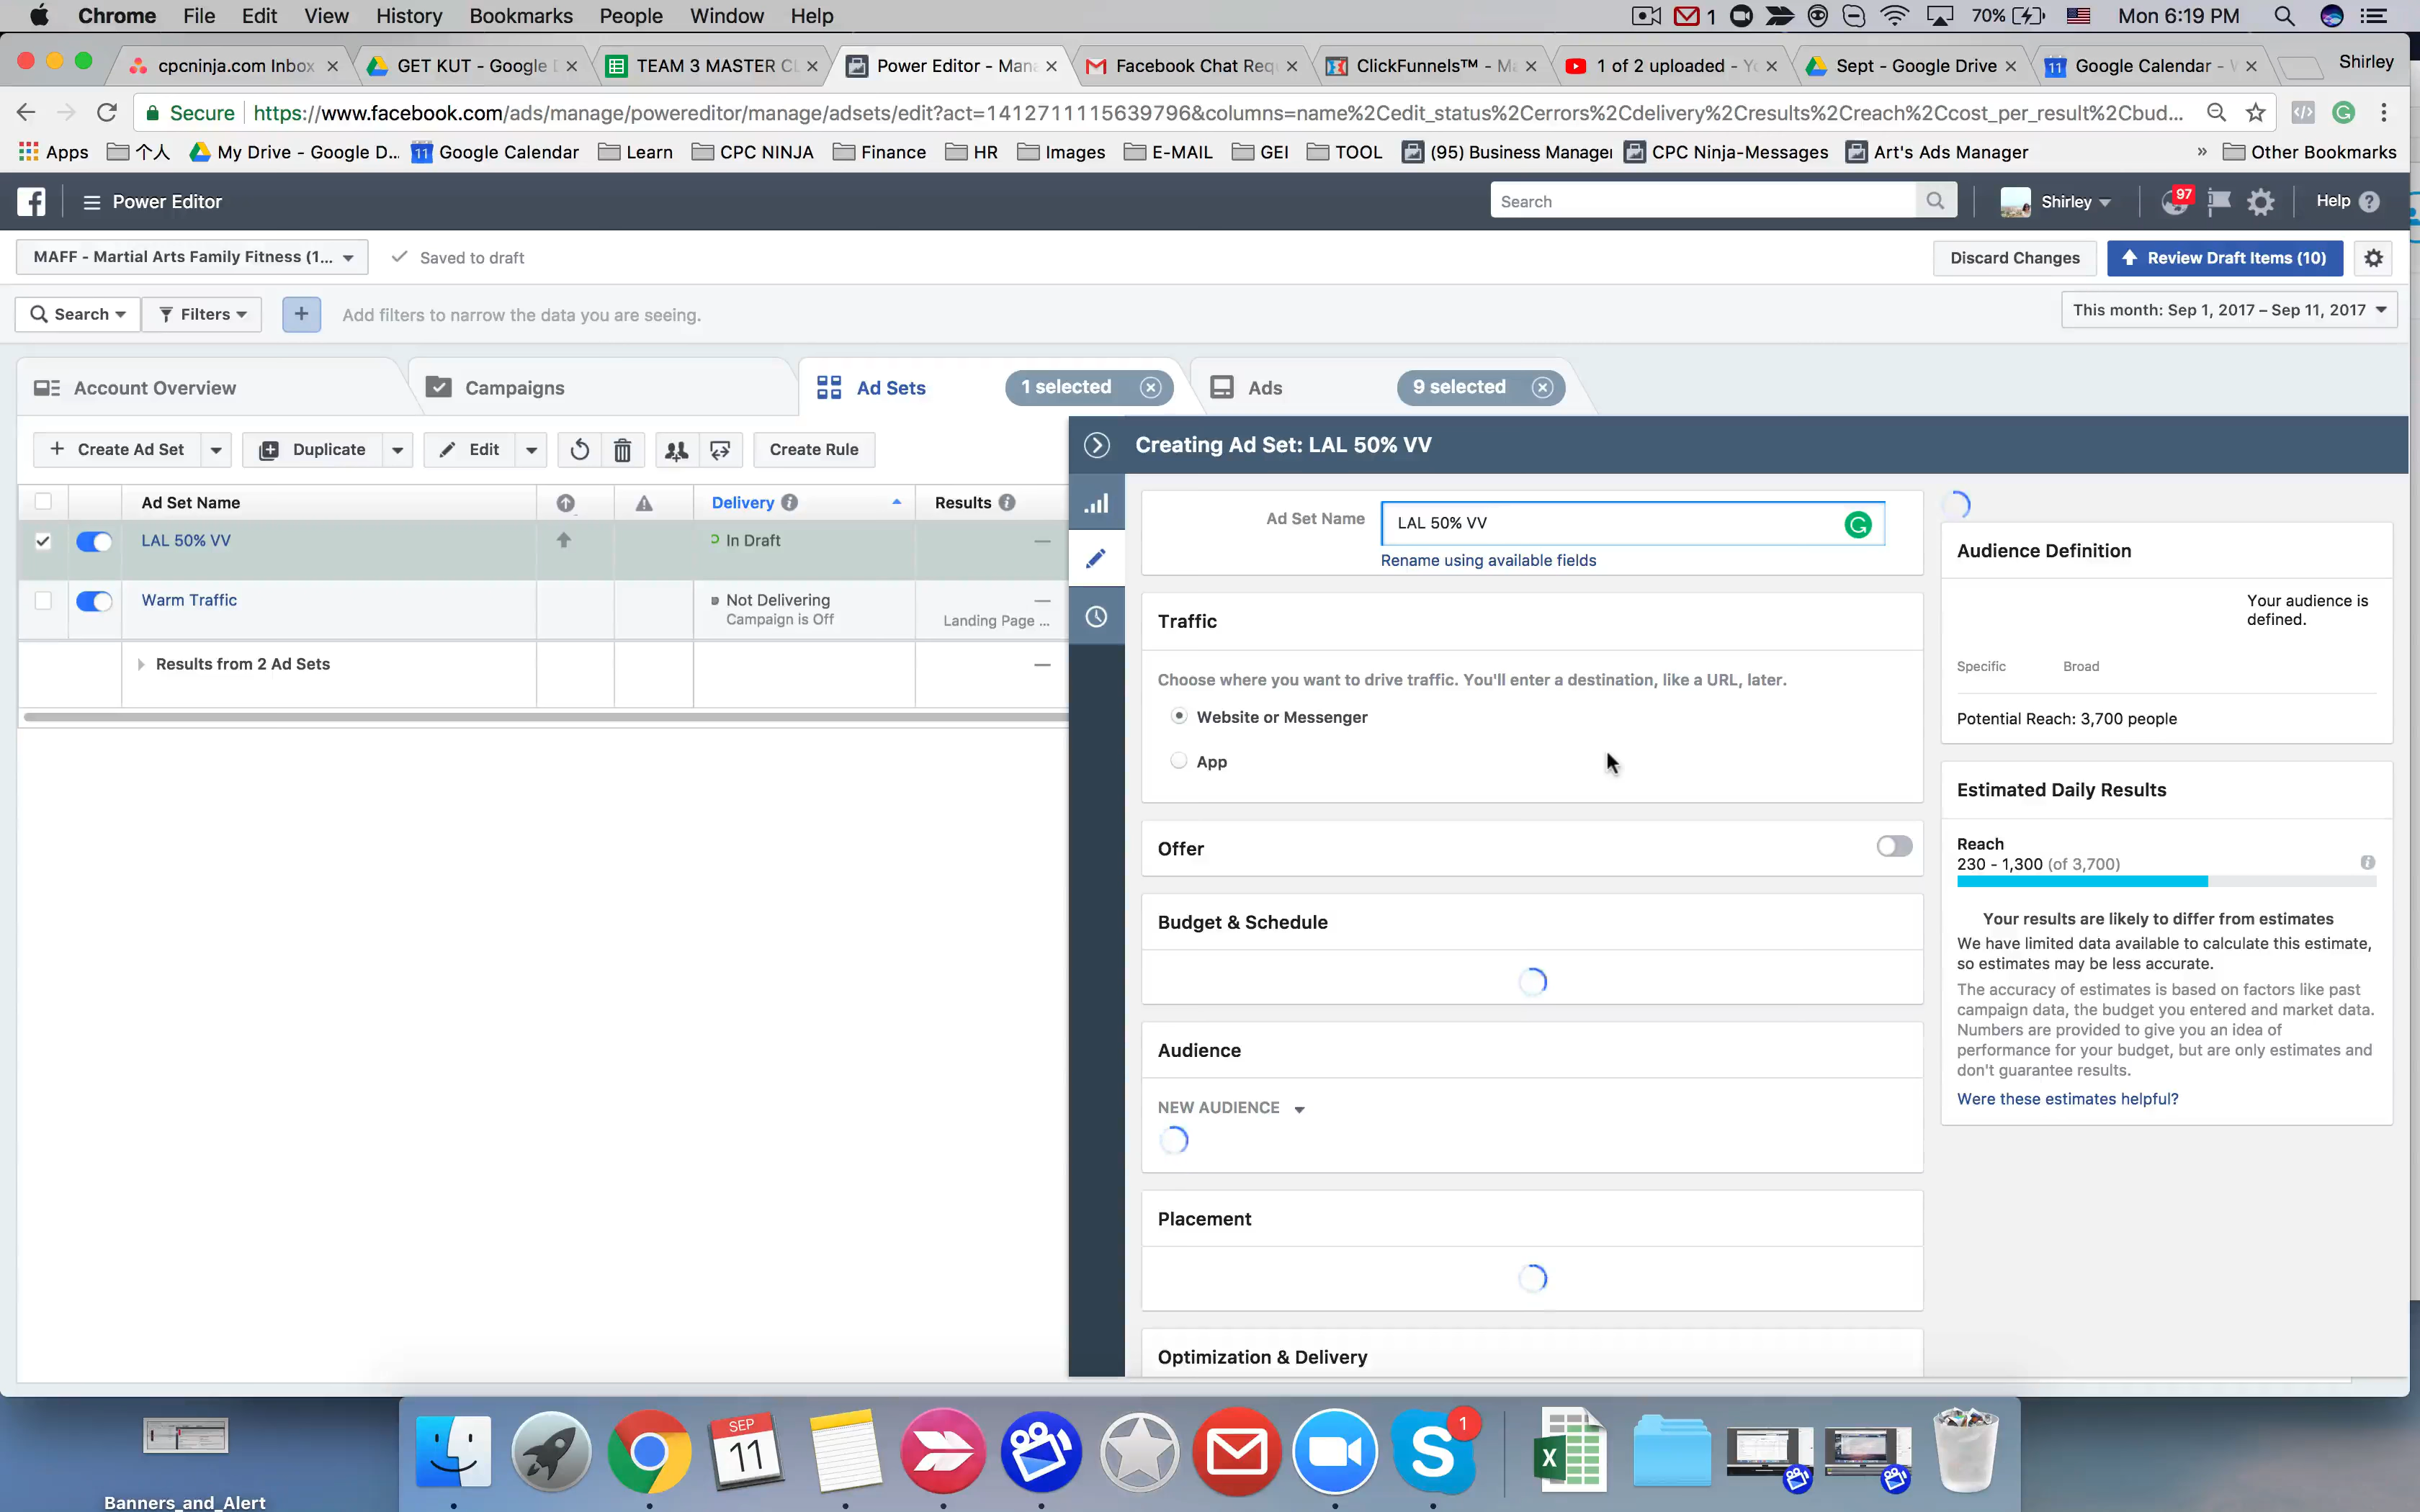 Chrome File Edit View History Bookmarks People Window Help 1 70% Mon 6:19 PM
cpcninja.com Inbox GET KUT - Google D TEAM 3 MASTER CL Power Editor - Mana Facebook Chat Req ClickFunnels™ - Ma 1 of 2 uploaded - Yo Sept - Google Drive 11 Google Calendar - W Shirley
Secure https://www.facebook.com/ads/manage/powereditor/manage/adsets/edit?act=1412711115639796&columns=name%2Cedit_status%2Cerrors%2Cdelivery%2Cresults%2Creach%2Ccost_per_result%2Cbud...
Apps 个人 My Drive - Google D... 11 Google Calendar Learn CPC NINJA Finance HR Images E-MAIL GEI TOOL (95) Business Manager CPC Ninja-Messages Art's Ads Manager » Other Bookmarks
Power Editor Search Shirley 97 Help
MAFF - Martial Arts Family Fitness (1... Saved to draft Discard Changes Review Draft Items (10)
Search Filters + Add filters to narrow the data you are seeing. This month: Sep 1, 2017 – Sep 11, 2017
Account Overview Campaigns Ad Sets 1 selected Ads 9 selected
+ Create Ad Set Duplicate Edit Create Rule
Creating Ad Set: LAL 50% VV
Ad Set Name Delivery Results
LAL 50% VV In Draft —
Warm Traffic Not Delivering —
Campaign is Off Landing Page ...
Results from 2 Ad Sets —
Ad Set Name LAL 50% VV
Rename using available fields
Traffic
Choose where you want to drive traffic. You'll enter a destination, like a URL, later.
Website or Messenger
App
Offer
Budget & Schedule
Audience
NEW AUDIENCE
Placement
Optimization & Delivery
Audience Definition
Your audience is
defined.
Specific Broad
Potential Reach: 3,700 people
Estimated Daily Results
Reach
230 - 1,300 (of 3,700)
Your results are likely to differ from estimates
We have limited data available to calculate this estimate,
so estimates may be less accurate.
The accuracy of estimates is based on factors like past
campaign data, the budget you entered and market data.
Numbers are provided to give you an idea of
performance for your budget, but are only estimates and
don't guarantee results.
Were these estimates helpful?
SEP
11
1
Banners_and_Alert